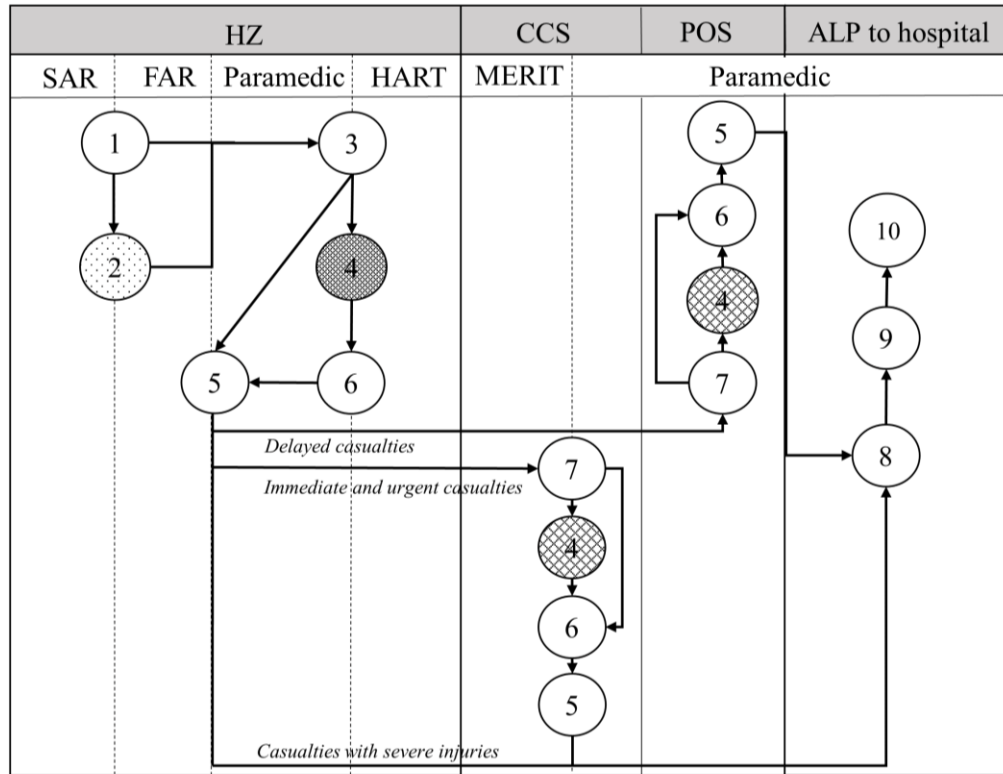 HZ CCS POS ALP to hospital
SAR FAR Paramedic HART MERIT Paramedic
1 3 5
6
10
2 4 4
9
5 6 7
Delayed casualties
8
7
Immediate and urgent casualties
4
6
5
Casualties with severe injuries